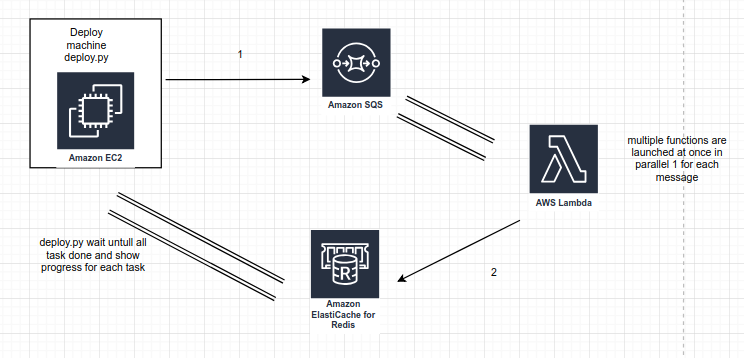 Deploy
machine
deploy.py
Amazon EC2
1
Amazon SQS
AWS Lambda
multiple functions are
launched at once in
parallel 1 for each
message
deploy.py wait untull all
task done and show
progress for each task
R
Amazon
ElastiCache for
Redis
2